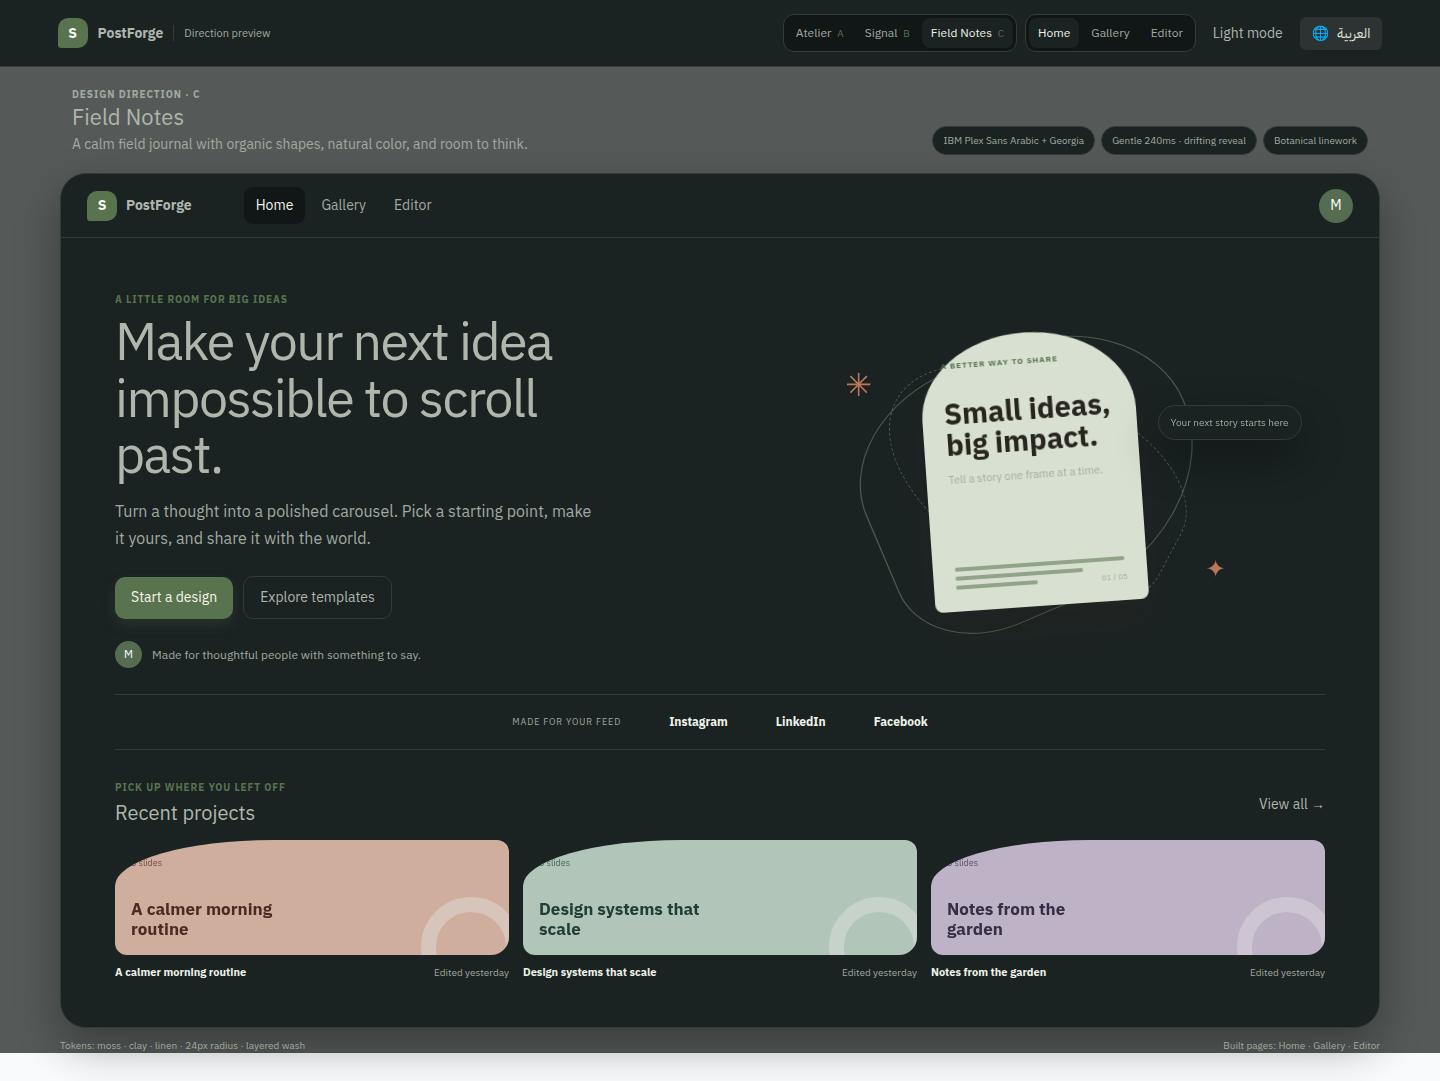 S PostForge Direction preview
Atelier A Signal B Field Notes C Home Gallery Editor Light mode العربية
DESIGN DIRECTION · C
Field Notes
A calm field journal with organic shapes, natural color, and room to think.
IBM Plex Sans Arabic + Georgia Gentle 240ms · drifting reveal Botanical linework
S PostForge Home Gallery Editor M
A LITTLE ROOM FOR BIG IDEAS
Make your next idea
impossible to scroll
past.
Turn a thought into a polished carousel. Pick a starting point, make
it yours, and share it with the world.
Start a design Explore templates
M Made for thoughtful people with something to say.
A BETTER WAY TO SHARE
Small ideas,
big impact.
Tell a story one frame at a time.
01 / 05
Your next story starts here
MADE FOR YOUR FEED Instagram LinkedIn Facebook
PICK UP WHERE YOU LEFT OFF
Recent projects
View all →
slides
A calmer morning
routine
A calmer morning routine Edited yesterday
slides
Design systems that
scale
Design systems that scale Edited yesterday
slides
Notes from the
garden
Notes from the garden Edited yesterday
Tokens: moss · clay · linen · 24px radius · layered wash
Built pages: Home · Gallery · Editor